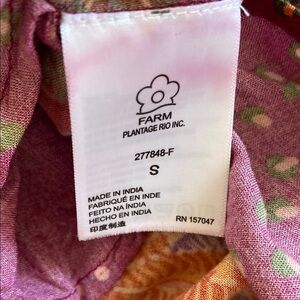 FARM
PLANTAGE RIO INC.
277848-F
S
MADE IN INDIA
FABRIQUÉ EN INDE
FEITO NA ÍNDIA
HECHO EN INDIA
印度制造
RN 157047